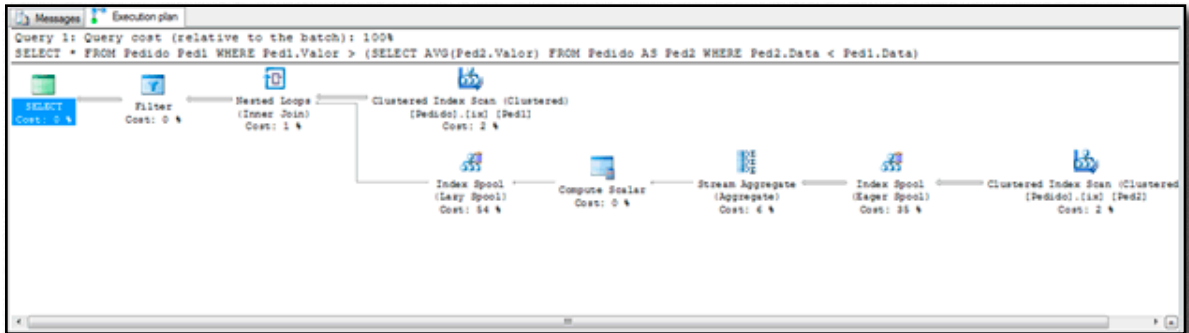 Messages Execution plan
Query 1: Query cost (relative to the batch): 100%
SELECT * FROM Pedido Ped1 WHERE Ped1.Valor > (SELECT AVG(Ped2.Valor) FROM Pedido AS Ped2 WHERE Ped2.Data < Ped1.Data)
SELECT
Cost: 0 %
Filter
Cost: 0 %
Nested Loops
(Inner Join)
Cost: 1 %
Clustered Index Scan (Clustered)
[Pedido].[ix] [Ped1]
Cost: 2 %
Index Spool
(Lazy Spool)
Cost: 54 %
Compute Scalar
Cost: 0 %
Stream Aggregate
(Aggregate)
Cost: 6 %
Index Spool
(Eager Spool)
Cost: 35 %
Clustered Index Scan (Clustered
[Pedido].[ix] [Ped2]
Cost: 2 %